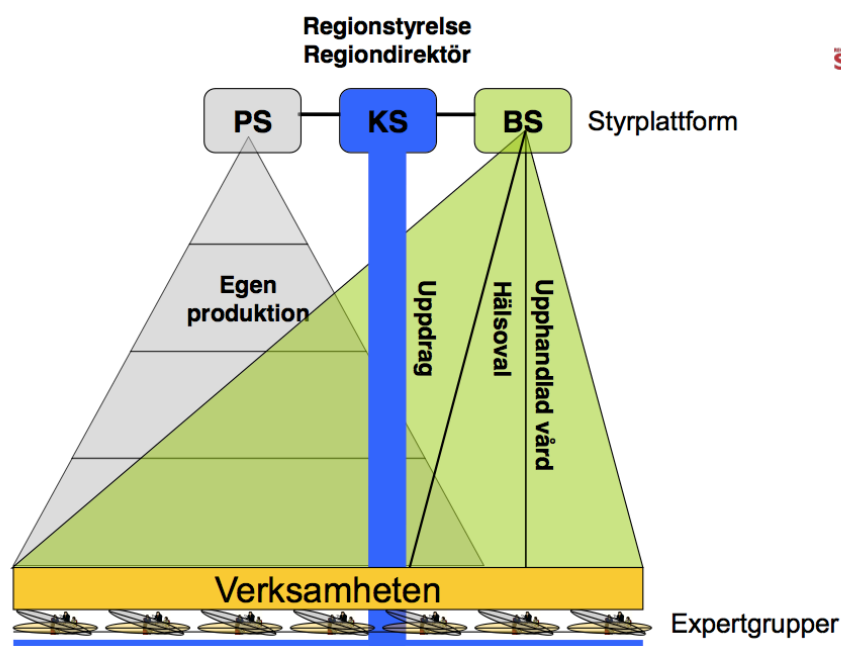 Regionstyrelse
Regiondirektör
PS
KS
BS
Styrplattform
Egen
produktion
Uppdrag
Hälsoval
Upphandlad vård
Verksamheten
Expertgrupper